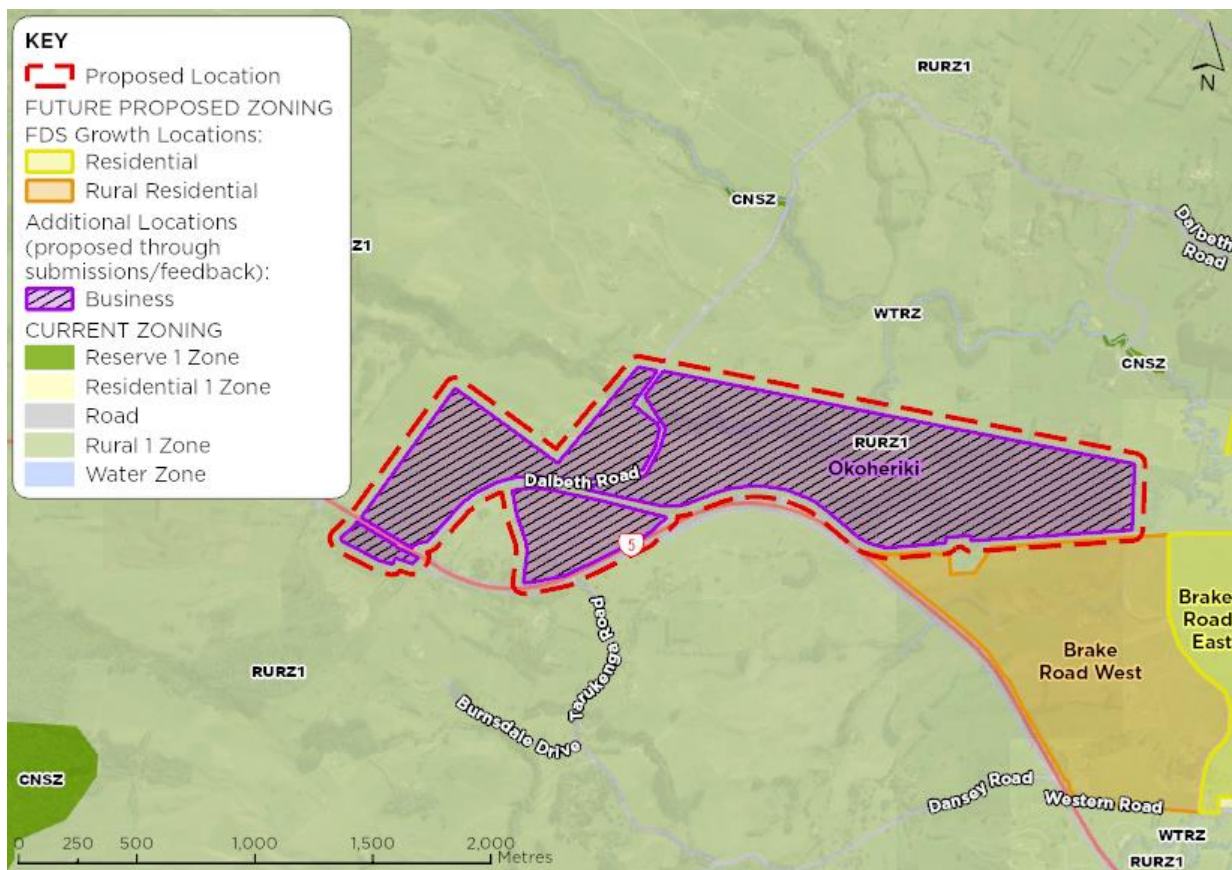 KEY
Proposed Location
FUTURE PROPOSED ZONING
FDS Growth Locations:
Residential
Rural Residential
Additional Locations
(proposed through
submissions/feedback):
Business
CURRENT ZONING
Reserve 1 Zone
Residential 1 Zone
Road
Rural 1 Zone
Water Zone
RURZ1
N
CNSZ
Dalbeth
Road
Z1
WTRZ
CNSZ
RURZ1
Okoheriki
Dalbeth Road
5
Brake
Road
East
Brake
Road West
Tarukenga Road
RURZ1
Burnsdale Drive
CNSZ
Dansey Road
Western Road
WTRZ
RURZ1
0 250 500 1,000 1,500 2,000
Metres